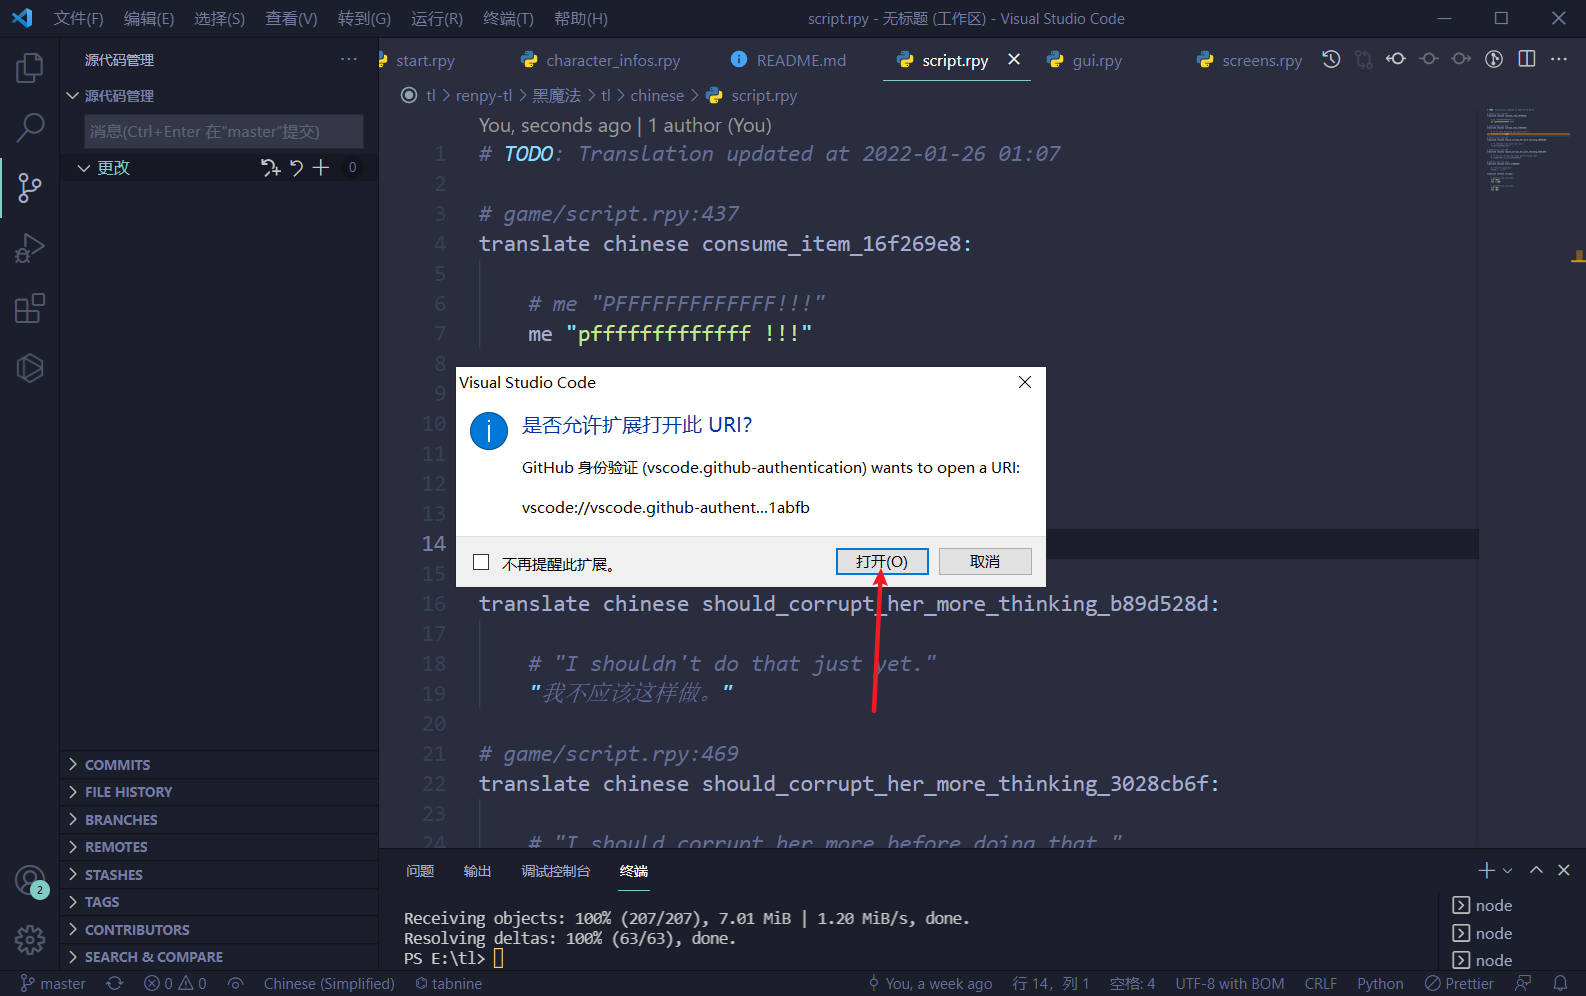 文件(F) 编辑(E) 选择(S) 查看(V) 转到(G) 运行(R) 终端(T) 帮助(H) script.rpy - 无标题 (工作区) - Visual Studio Code
源代码管理
start.rpy character_infos.rpy README.md script.rpy gui.rpy screens.rpy
源代码管理
tl > renpy-tl > 黑魔法 > tl > chinese > script.rpy
消息(Ctrl+Enter 在"master"提交)
You, seconds ago | 1 author (You)
更改 0
1 # TODO: Translation updated at 2022-01-26 01:07
2
3 # game/script.rpy:437
4 translate chinese consume_item_16f269e8:
5
6 # me "PFFFFFFFFFFFFF!!!"
7 me "pfffffffffffff !!!"
8
9
10
11
12
13
14
15
Visual Studio Code
是否允许扩展打开此 URI?
GitHub 身份验证 (vscode.github-authentication) wants to open a URI:
vscode://vscode.github-authent...1abfb
不再提醒此扩展。 打开(O) 取消
16 translate chinese should_corrupt_her_more_thinking_b89d528d:
17
18 # "I shouldn't do that just yet."
19 "我不应该这样做。"
20
21 # game/script.rpy:469
22 translate chinese should_corrupt_her_more_thinking_3028cb6f:
23
24 # "I should corrupt her more before doing that."
COMMITS
FILE HISTORY
BRANCHES
REMOTES
STASHES
TAGS
CONTRIBUTORS
SEARCH & COMPARE
2
问题 输出 调试控制台 终端
Receiving objects: 100% (207/207), 7.01 MiB | 1.20 MiB/s, done.
Resolving deltas: 100% (63/63), done.
PS E:\tl>
node
node
node
master 0 0 Chinese (Simplified) tabnine You, a week ago 行 14，列 1 空格: 4 UTF-8 with BOM CRLF Python Prettier